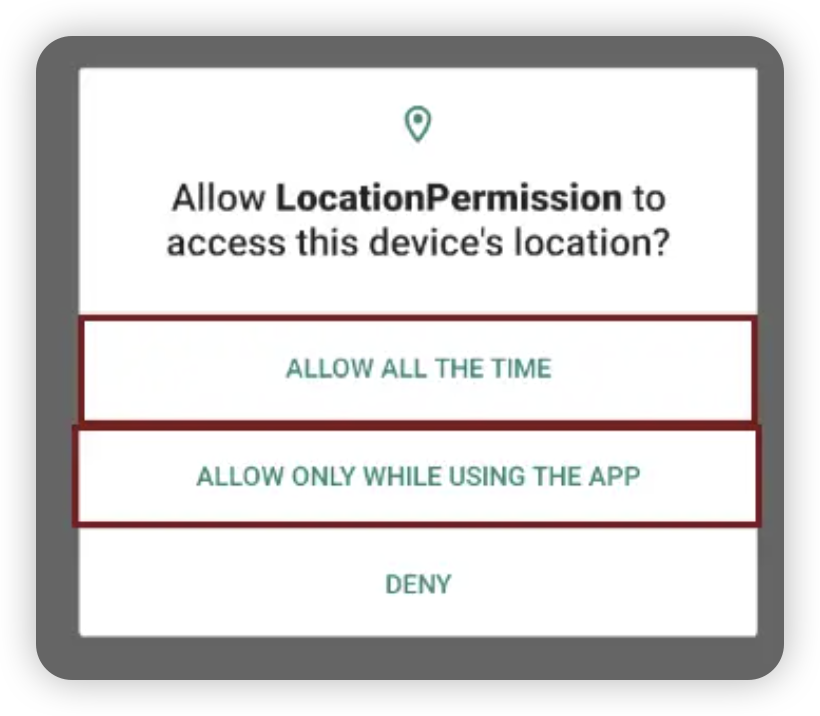 Allow LocationPermission to
access this device's location?
ALLOW ALL THE TIME
ALLOW ONLY WHILE USING THE APP
DENY